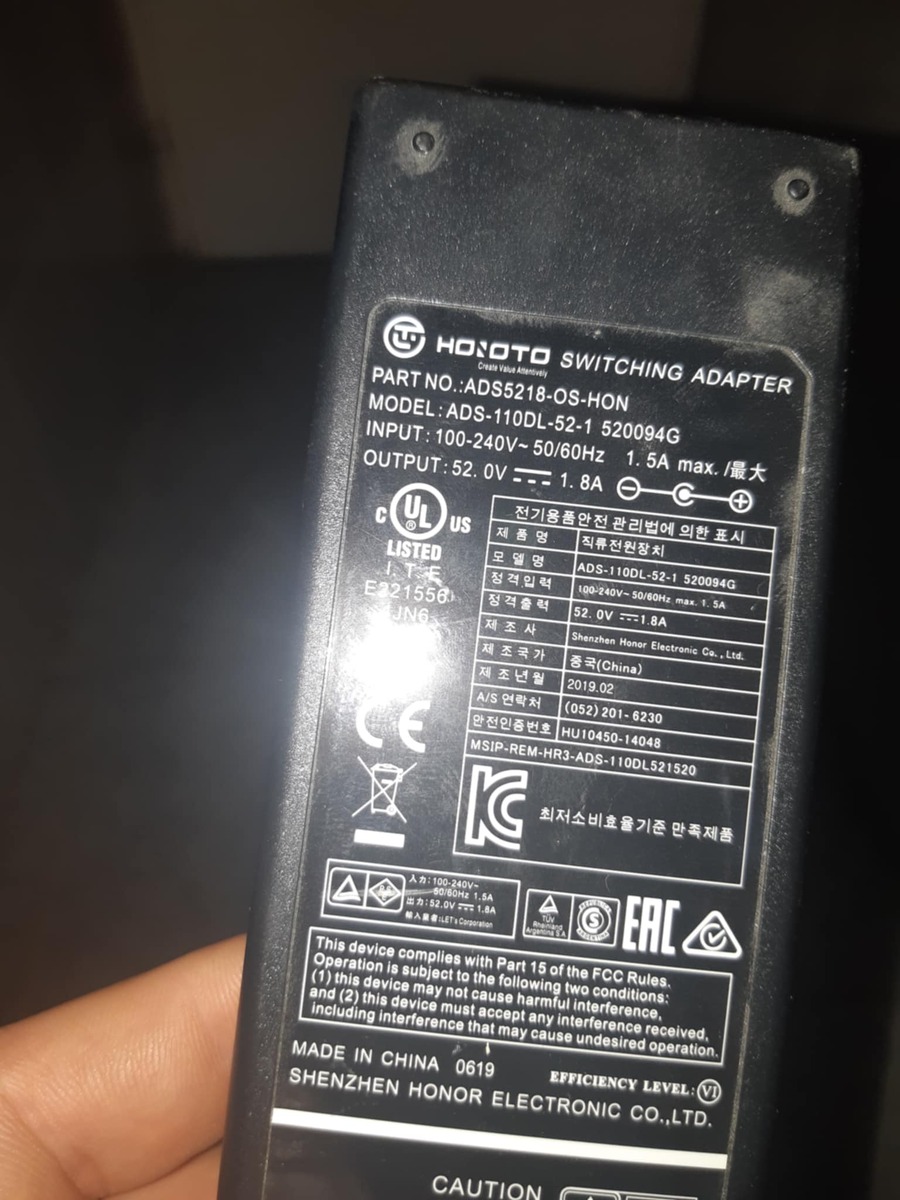 HONOTO SWITCHING ADAPTER
Create Value Attentively
PART NO.:ADS5218-OS-HON
MODEL: ADS-110DL-52-1 520094G
INPUT: 100-240V~ 50/60Hz 1.5A max. /最大
OUTPUT: 52.0V 1.8A
C UL US
®
LISTED
I.T.E
E221556
JN6
전기용품안전 관리법에 의한 표시
제 품 명 직류전원장치
모 델 명 ADS-110DL-52-1 520094G
정격입력 100-240V~ 50/60Hz max. 1.5A
정격출력 52.0V 1.8A
제 조 사 Shenzhen Honor Electronic Co., Ltd.
제 조 국 가 중국(China)
제 조 년 월 2019.02
A/S 연락처 (052) 201- 6230
안전인증번호 HU10450-14048
MSIP-REM-HR3-ADS-110DL521520
CE
KC 최저소비효율기준 만족제품
PS
E
入力:100-240V~
50/60Hz 1.5A
出力:52.0V 1.8A
輸入業者:LET's Corporation
TÜV
Rheinland
Argentina S.A
S
EAC
This device complies with Part 15 of the FCC Rules.
Operation is subject to the following two conditions:
(1) this device may not cause harmful interference,
and (2) this device must accept any interference received,
including interference that may cause undesired operation.
MADE IN CHINA 0619
EFFICIENCY LEVEL: VI
SHENZHEN HONOR ELECTRONIC CO.,LTD.
CAUTION